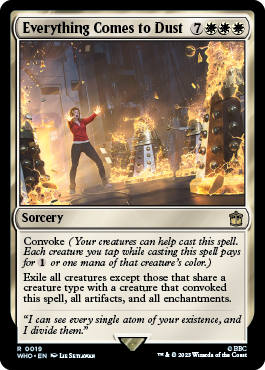 Everything Comes to Dust 7
Sorcery
Convoke (Your creatures can help cast this spell.
Each creature you tap while casting this spell pays
for 1 or one mana of that creature's color.)
Exile all creatures except those that share a
creature type with a creature that convoked
this spell, all artifacts, and all enchantments.
"I can see every single atom of your existence, and
I divide them."
R 0019
WHO • EN Lie Setiawan
© BBC
™ & © 2023 Wizards of the Coast